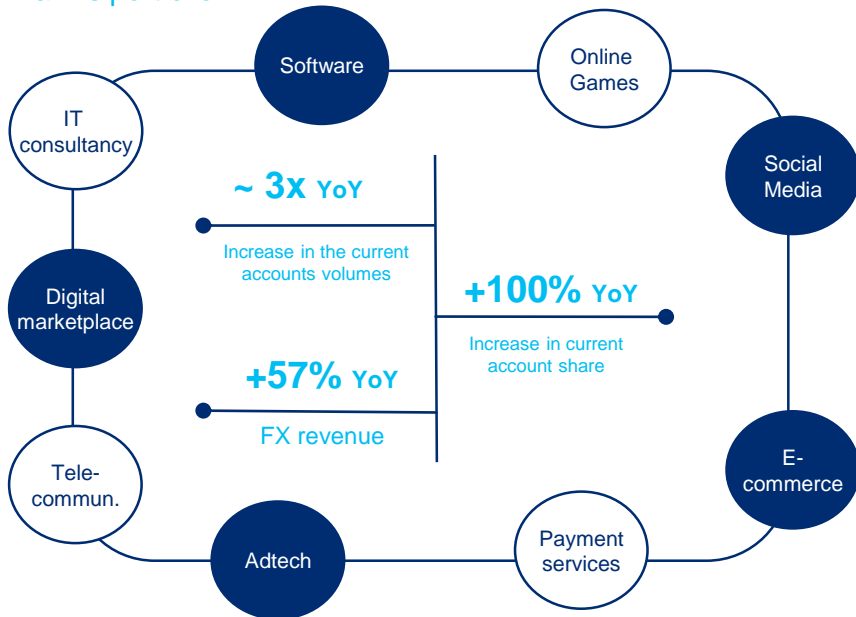 Software
Online
Games
IT
consultancy
Social
Media
~ 3x YoY
Increase in the current
accounts volumes
Digital
marketplace
+100% YoY
Increase in current
account share
+57% YoY
FX revenue
E-
commerce
Tele-
commun.
Payment
services
Adtech